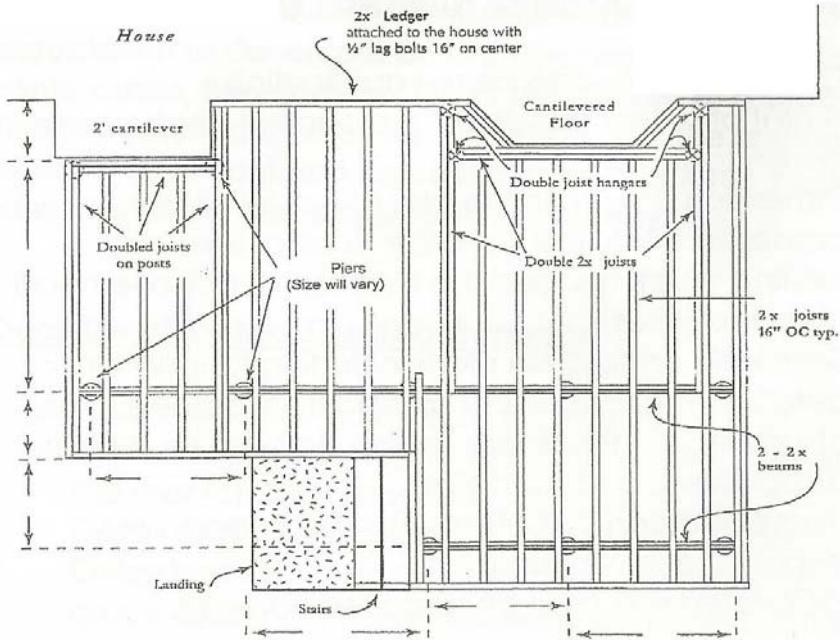 House
2x Ledger
attached to the house with
½" lag bolts 16" on center
2' cantilever
Cantilevered
Floor
Double joist hangars
Doubled joists
on posts
Piers
(Size will vary)
Double 2x joists
2 x joists
16" OC typ.
2 - 2x
beams
Landing
Stairs